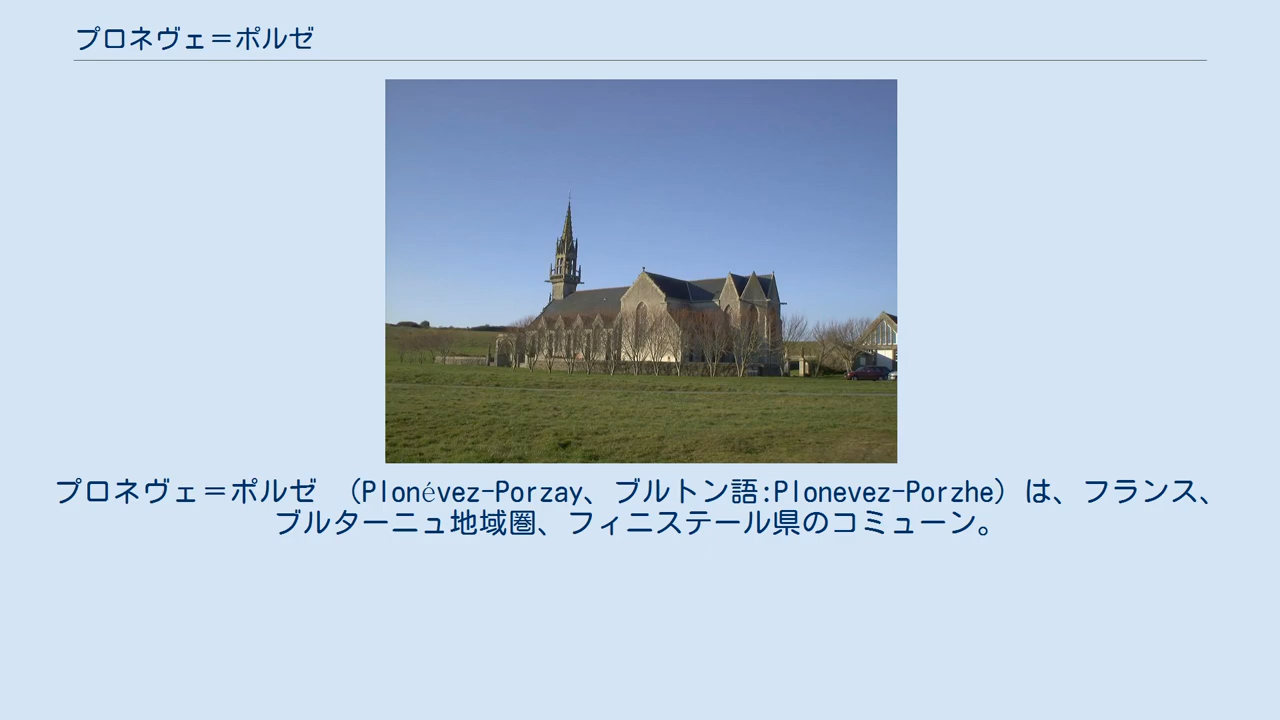 プロネヴェ＝ポルゼ
プロネヴェ＝ポルゼ （Plonévez-Porzay、ブルトン語:Plonevez-Porzhe）は、フランス、
ブルターニュ地域圏、フィニステール県のコミューン。